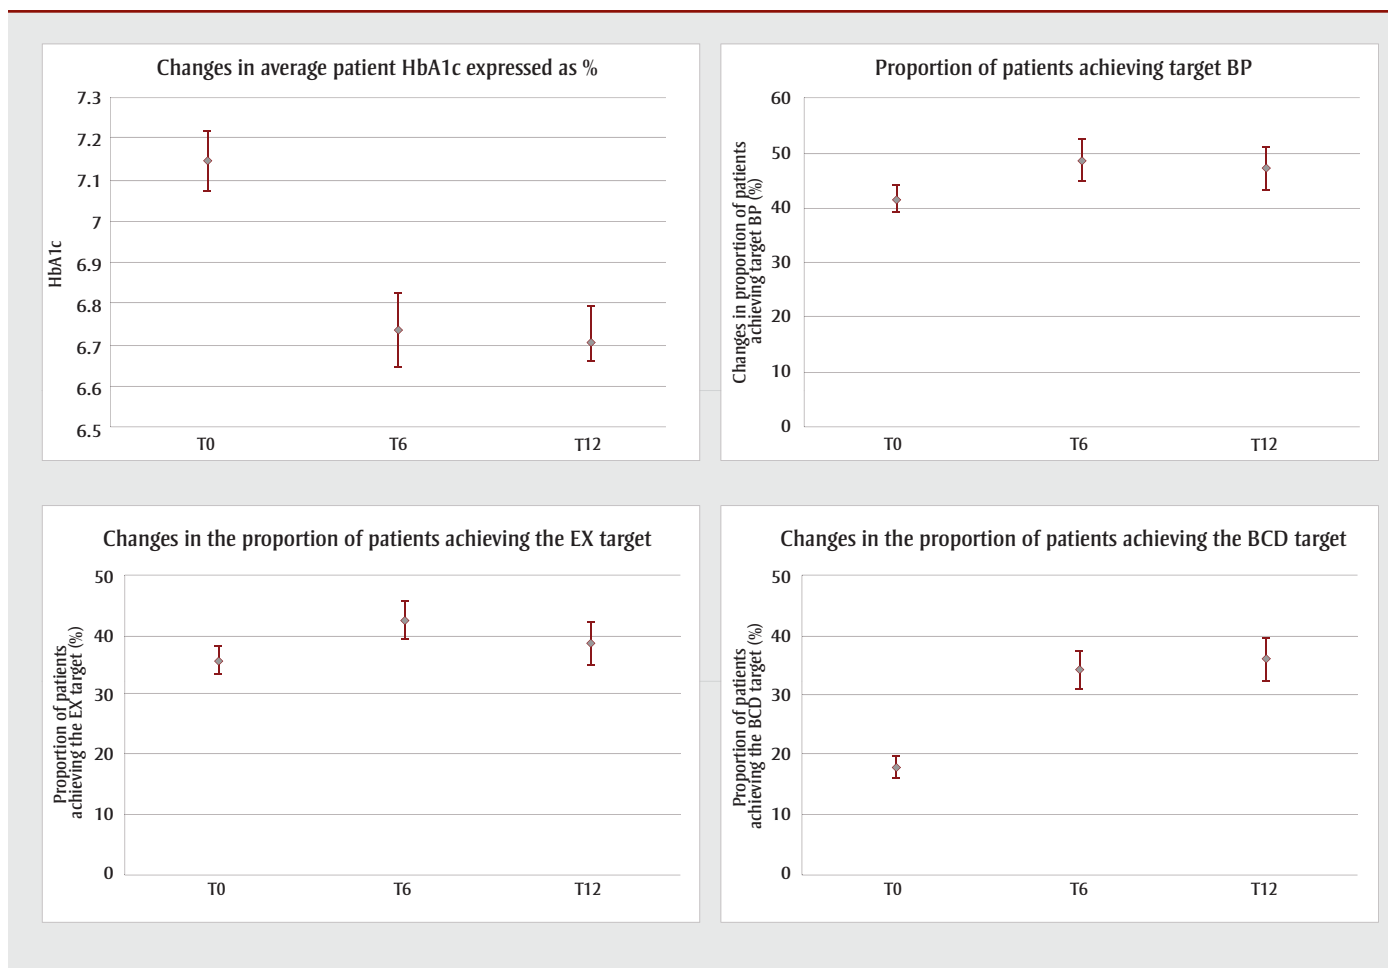 Changes in average patient HbA1c expressed as %
7.3
7.2
7.1
7
6.9
6.8
6.7
6.6
6.5
HbA1c
T0 T6 T12
Proportion of patients achieving target BP
60
50
40
30
20
10
0
Changes in proportion of patients
achieving target BP (%)
T0 T6 T12
Changes in the proportion of patients achieving the EX target
50
40
30
20
10
0
Proportion of patients
achieving the EX target (%)
T0 T6 T12
Changes in the proportion of patients achieving the BCD target
50
40
30
20
10
0
Proportion of patients
achieving the BCD target (%)
T0 T6 T12